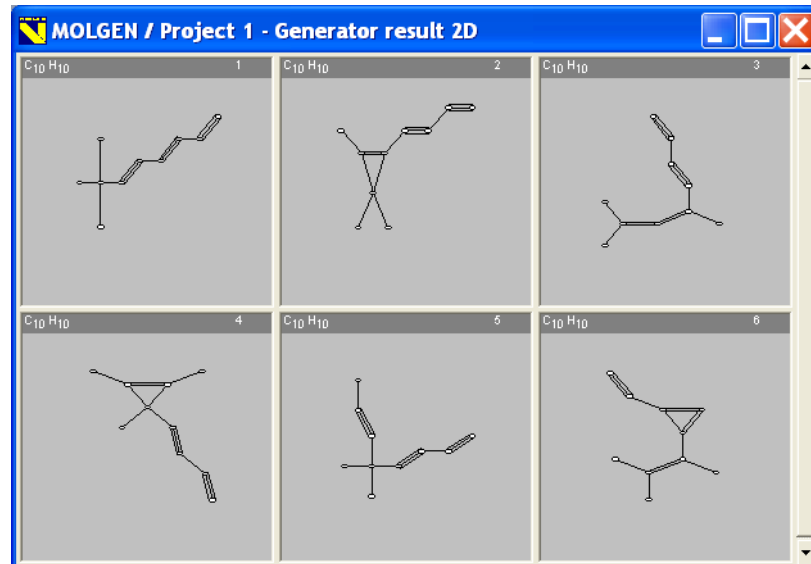 MOLGEN / Project 1 - Generator result 2D
C10 H10 1
C10 H10 2
C10 H10 3
C10 H10 4
C10 H10 5
C10 H10 6